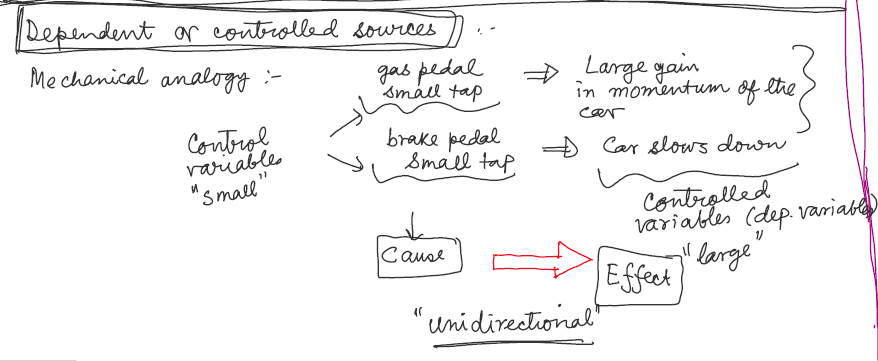 Dependent or controlled sources :-
Mechanical analogy :-
gas pedal
small tap
⇒ Large gain
in momentum of the
car
Control
variables
"small"
brake pedal
small tap
⇒ Car slows down
Controlled
variables (dep. variable)
"large"
Cause
Effect
"unidirectional"